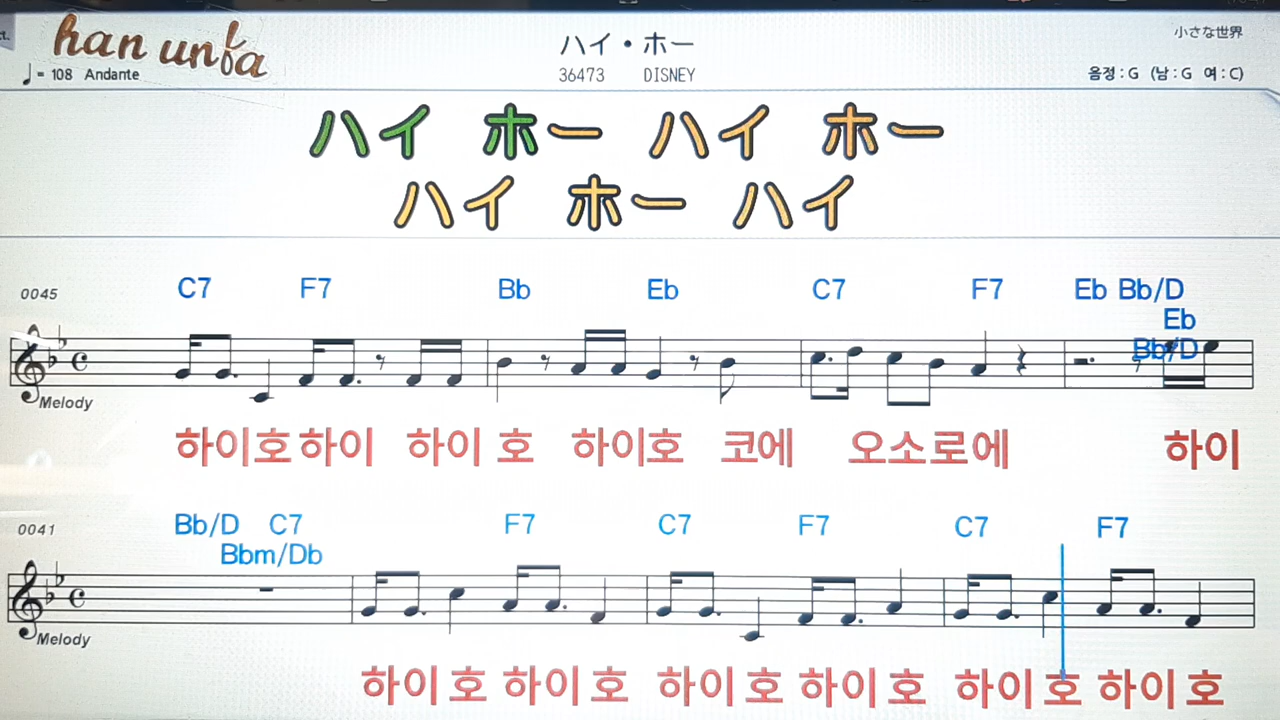 t.
han unfa
♩= 108 Andante
ハイ・ホー
36473 DISNEY
小さな世界
음정 : G (남 : G 여 : C)
ハイ ホー ハイ ホー
ハイ ホー ハイ
0045
C7 F7 Bb Eb C7 F7 Eb Bb/D
Eb
Bb/D
Melody
하이호하이 하이 호 하이호 코에 오소로에 하이
0041
Bb/D C7 F7 C7 F7 C7 F7
Bbm/Db
Melody
하이 호 하이 호 하이 호 하이 호 하이 호 하이 호